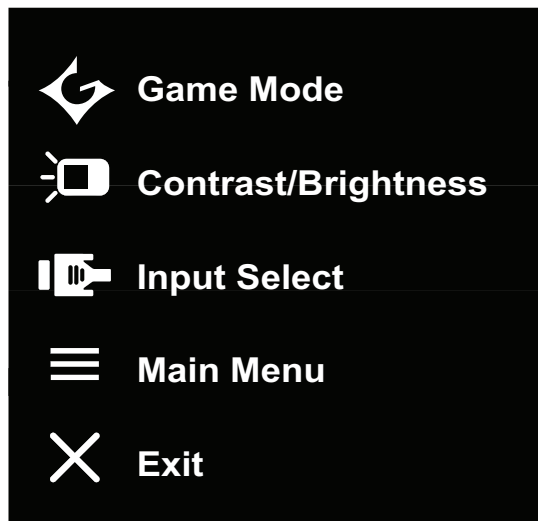 Game Mode
Contrast/Brightness
Input Select
Main Menu
Exit